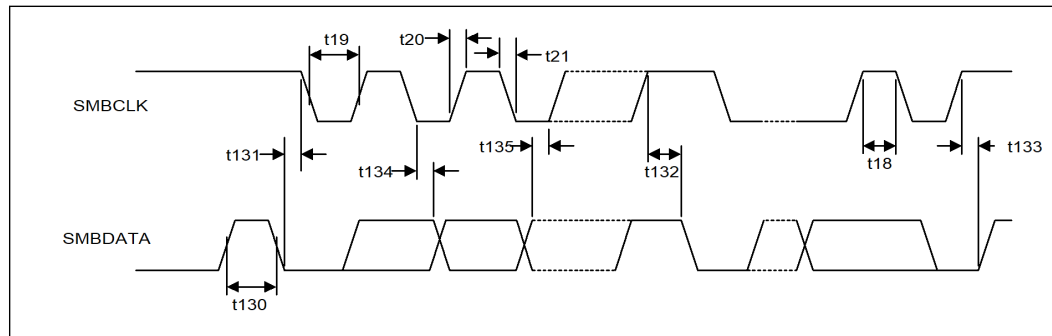 t19
t20
t21
SMBCLK
t131
t134
t135
t132
t18
t133
SMBDATA
t130